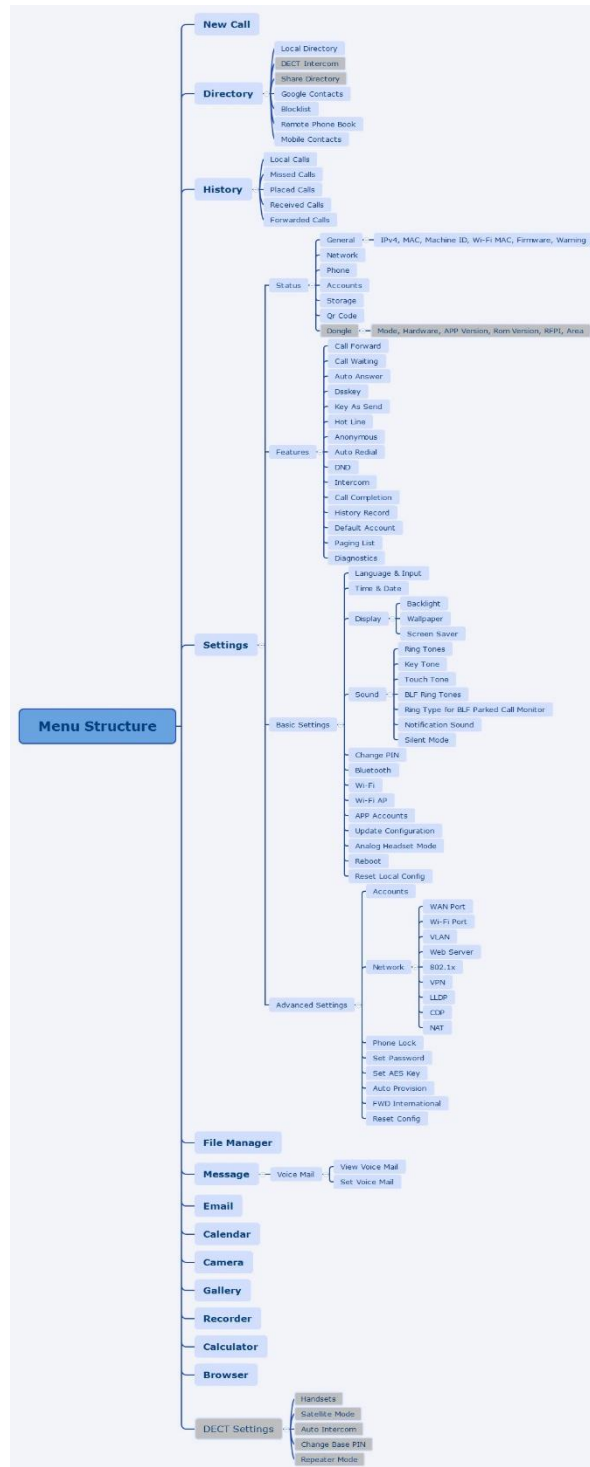 New Call
Local Directory
DECT Intercom
Share Directory
Directory
Google Contacts
Blocklist
Remote Phone Book
Mobile Contacts
Local Calls
Missed Calls
History
Placed Calls
Received Calls
Forwarded Calls
General
IPv4, MAC, Machine ID, Wi-Fi MAC, Firmware, Warning
Network
Phone
Status
Accounts
Storage
Qr Code
Dongle
Mode, Hardware, APP Version, Rom Version, RFPI, Area
Call Forward
Call Waiting
Auto Answer
Dsskey
Key As Send
Hot Line
Anonymous
Features
Auto Redial
DND
Intercom
Call Completion
History Record
Default Account
Paging List
Diagnostics
Language & Input
Time & Date
Backlight
Display
Wallpaper
Screen Saver
Settings
Ring Tones
Key Tone
Touch Tone
Sound
BLF Ring Tones
Ring Type for BLF Parked Call Monitor
Notification Sound
Silent Mode
Menu Structure
Basic Settings
Change PIN
Bluetooth
Wi-Fi
Wi-Fi AP
APP Accounts
Update Configuration
Analog Headset Mode
Reboot
Reset Local Config
Accounts
WAN Port
Wi-Fi Port
VLAN
Web Server
Network
802.1x
VPN
LLDP
CDP
NAT
Advanced Settings
Phone Lock
Set Password
Set AES Key
Auto Provision
FWD International
Reset Config
File Manager
Message
Voice Mail
View Voice Mail
Set Voice Mail
Email
Calendar
Camera
Gallery
Recorder
Calculator
Browser
Handsets
Satellite Mode
DECT Settings
Auto Intercom
Change Base PIN
Repeater Mode